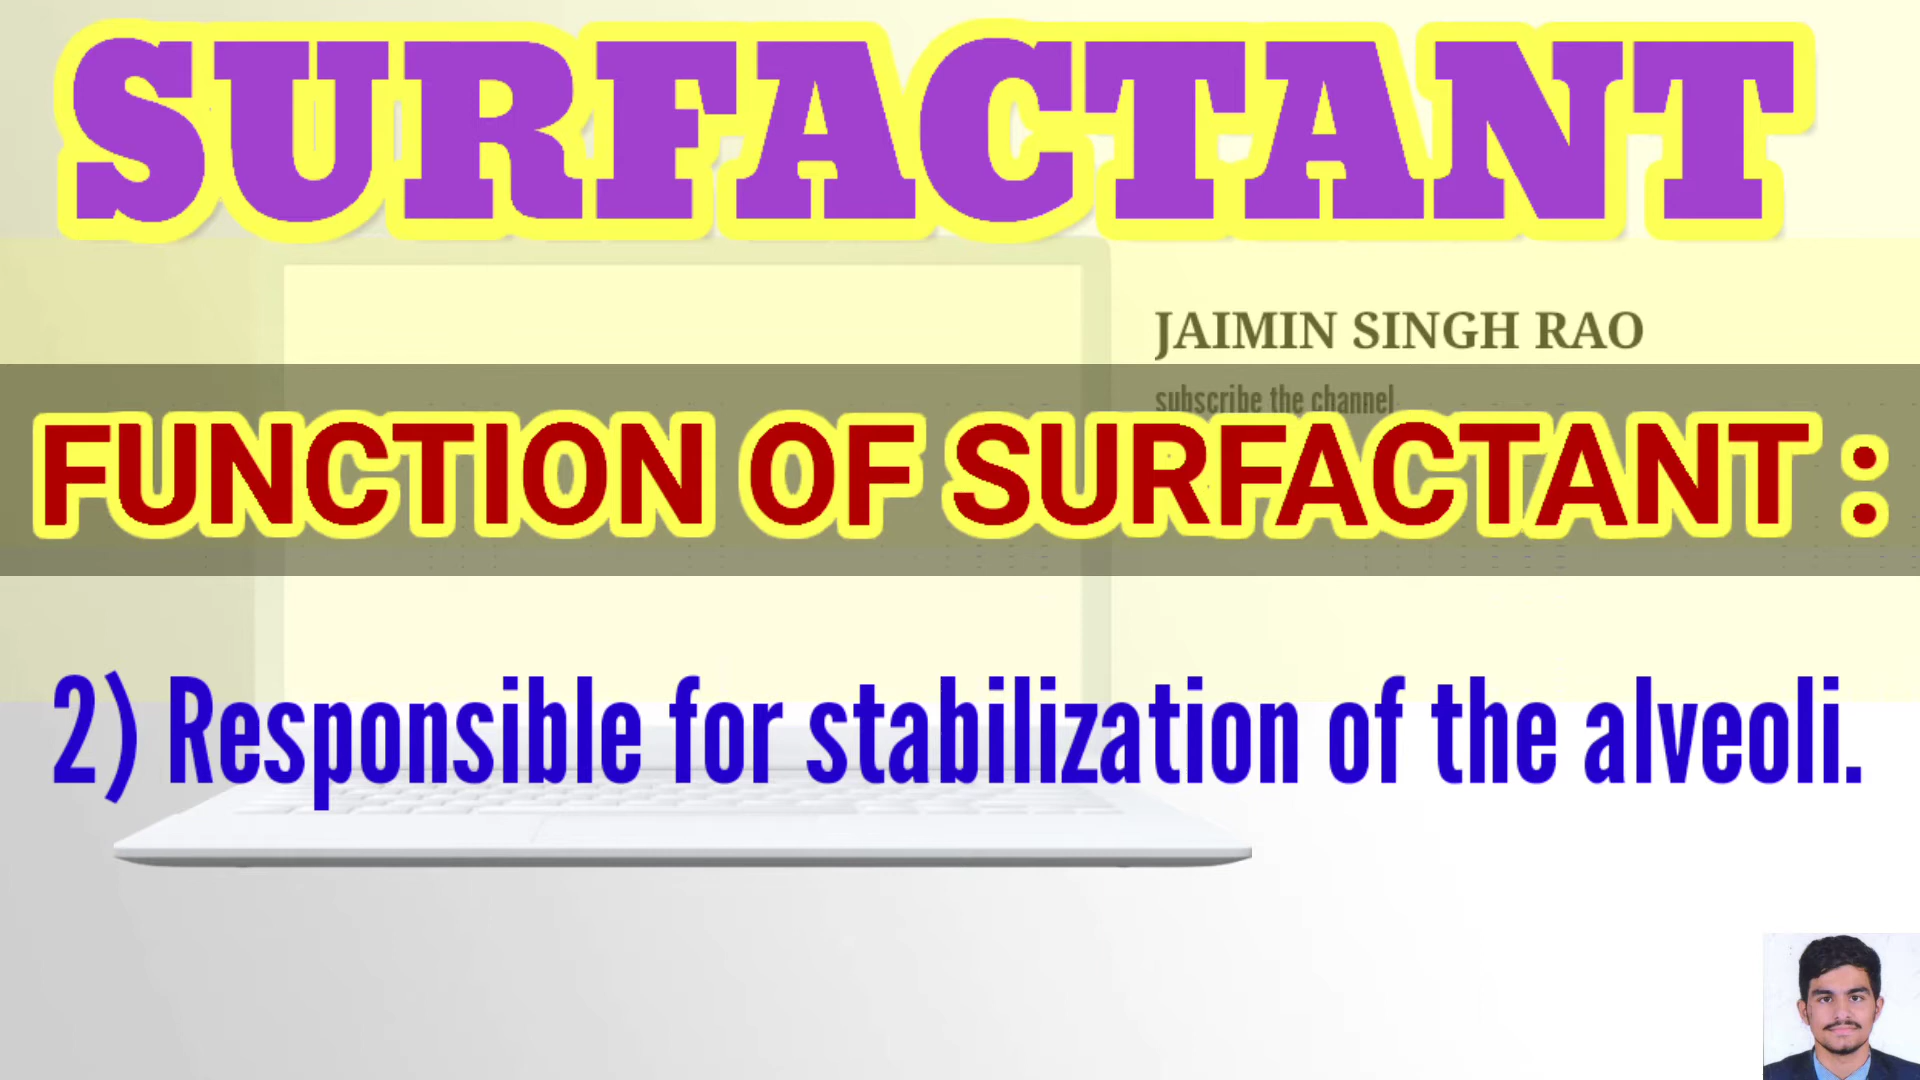 SURFACTANT
JAIMIN SINGH RAO
subscribe the channel
FUNCTION OF SURFACTANT :
2) Responsible for stabilization of the alveoli.